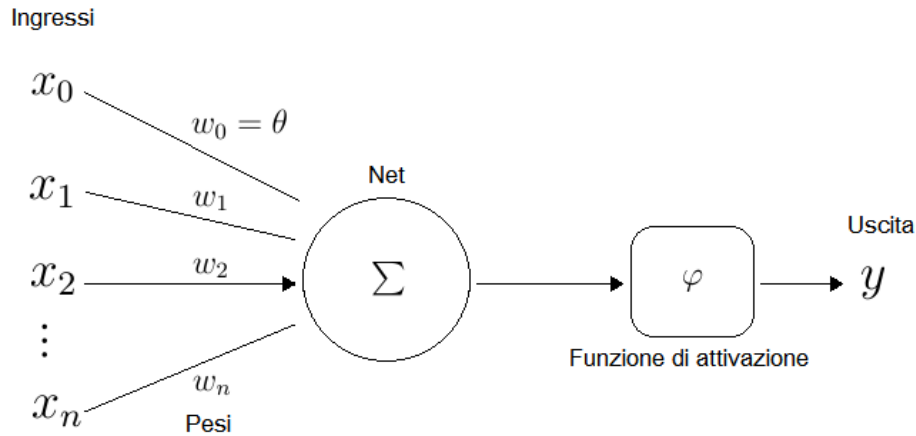 Ingressi
x₀
w₀ = θ
x₁
w₁
Net
x₂
w₂
Σ
φ
Uscita
y
⋮
Funzione di attivazione
xₙ
wₙ
Pesi